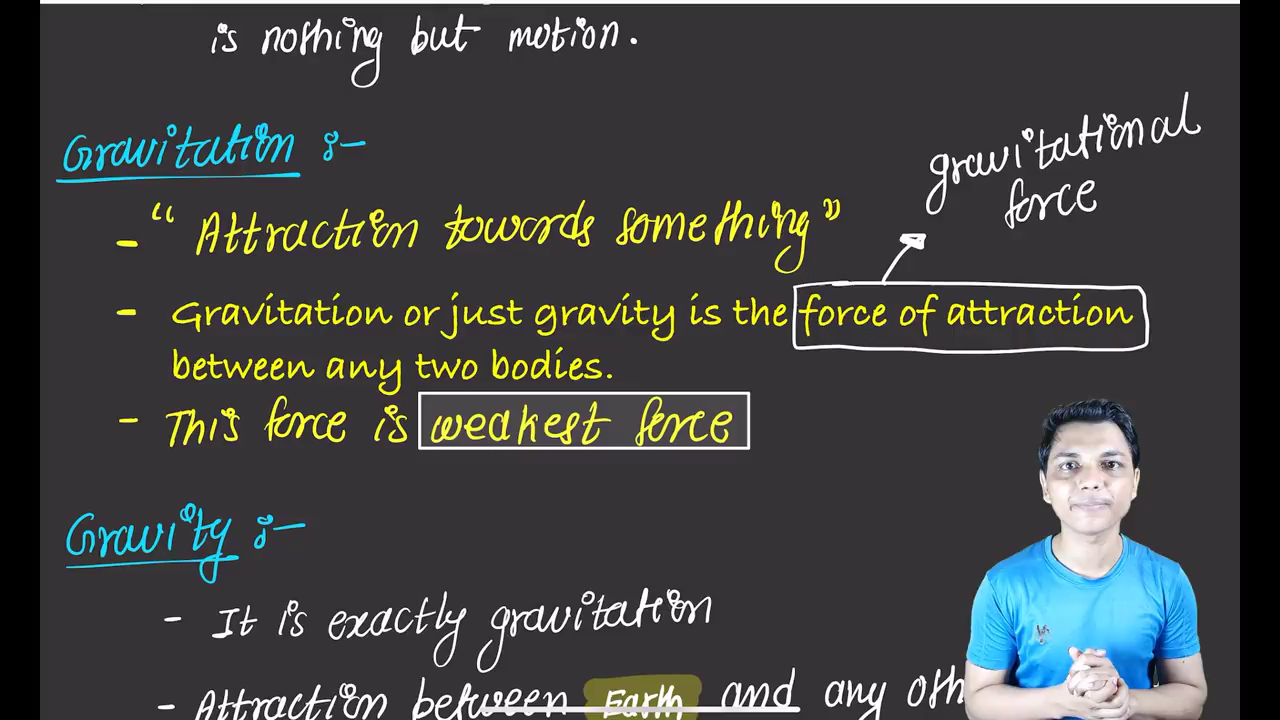 is nothing but motion.
Gravitation :-
gravitational
force
- “ Attraction towards something”
- Gravitation or just gravity is the force of attraction
between any two bodies.
- This force is weakest force
Gravity :-
- It is exactly gravitation
- Attraction between Earth and any